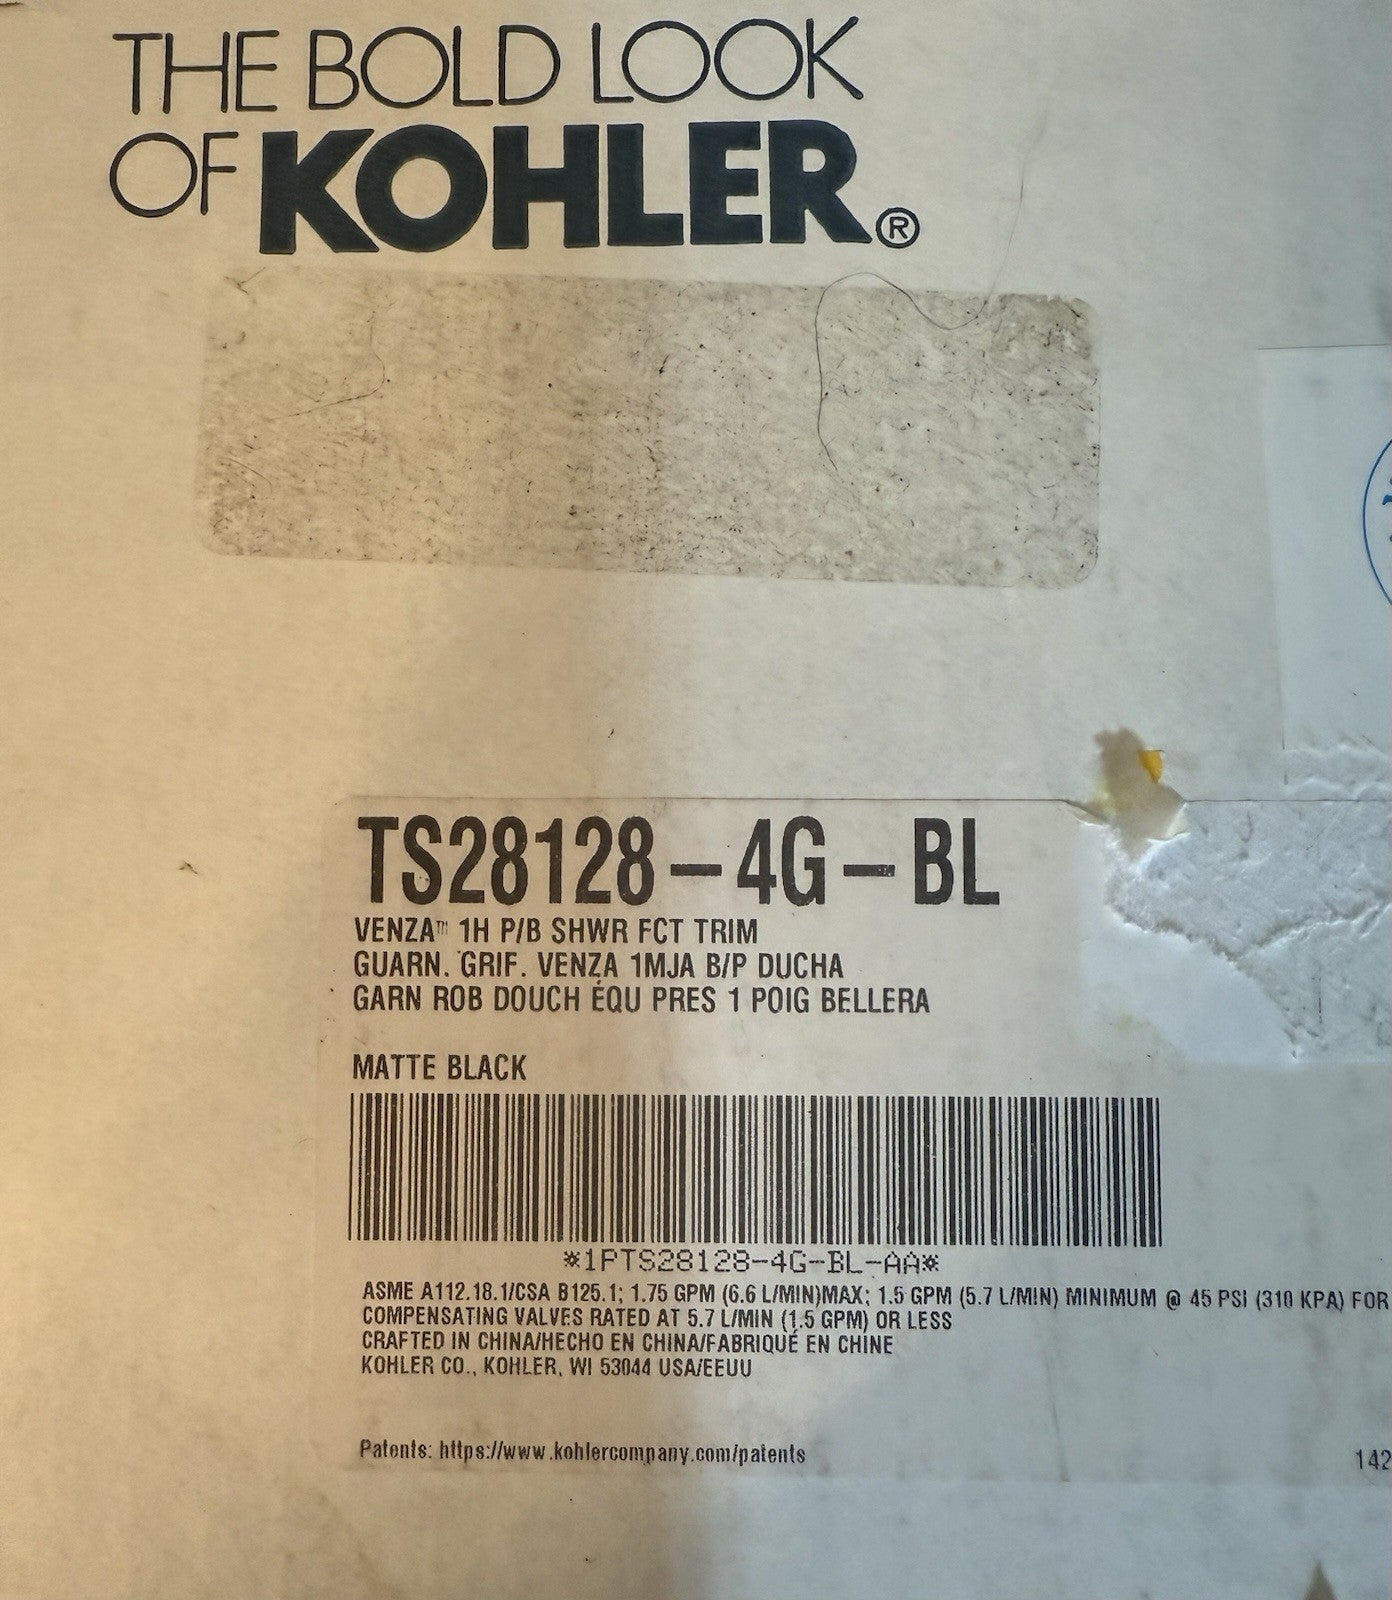 THE BOLD LOOK
OF KOHLER®
TS28128-4G-BL
VENZA™ 1H P/B SHWR FCT TRIM
GUARN. GRIF. VENZA 1MJA B/P DUCHA
GARN ROB DOUCH ÉQU PRES 1 POIG BELLERA
MATTE BLACK
*1PTS28128-4G-BL-AA*
ASME A112.18.1/CSA B125.1; 1.75 GPM (6.6 L/MIN)MAX; 1.5 GPM (5.7 L/MIN) MINIMUM @ 45 PSI (310 KPA) FOR
COMPENSATING VALVES RATED AT 5.7 L/MIN (1.5 GPM) OR LESS
CRAFTED IN CHINA/HECHO EN CHINA/FABRIQUÉ EN CHINE
KOHLER CO., KOHLER, WI 53044 USA/EEUU
Patents: https://www.kohlercompany.com/patents
142